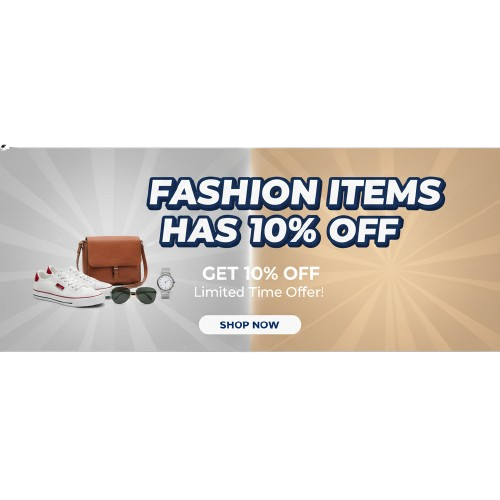 FASHION ITEMS
HAS 10% OFF
GET 10% OFF
Limited Time Offer!
SHOP NOW